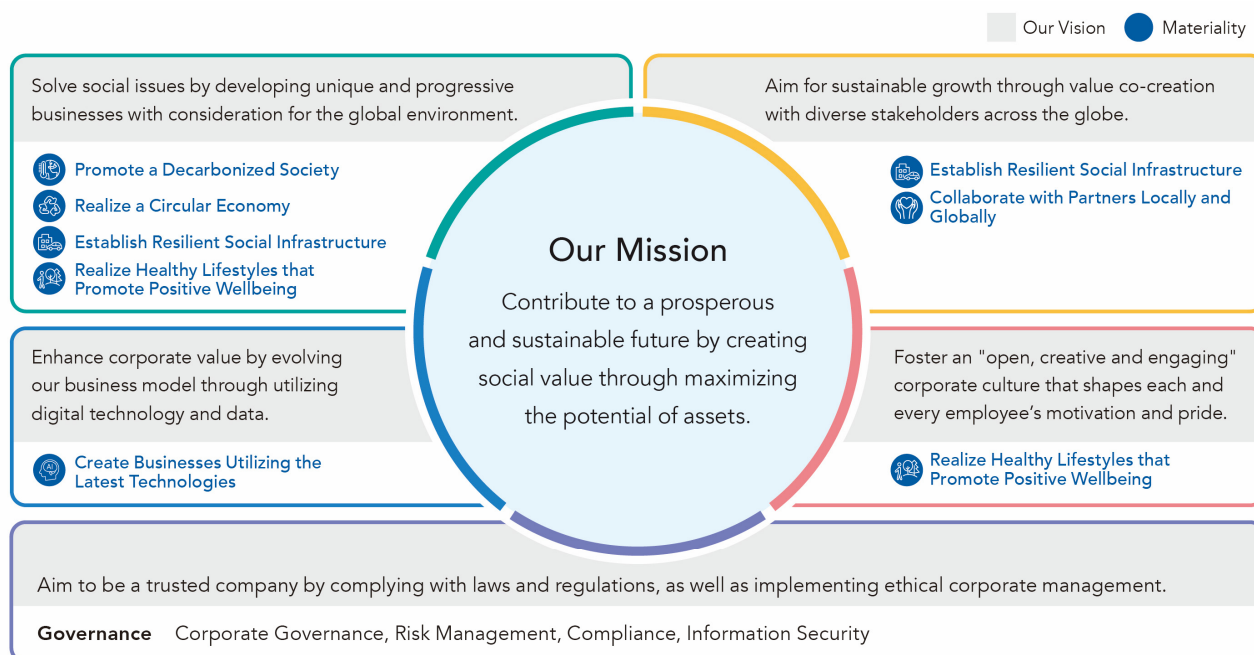 Our Vision
Materiality
Solve social issues by developing unique and progressive
businesses with consideration for the global environment.
Promote a Decarbonized Society
Realize a Circular Economy
Establish Resilient Social Infrastructure
Realize Healthy Lifestyles that
Promote Positive Wellbeing
Aim for sustainable growth through value co-creation
with diverse stakeholders across the globe.
Establish Resilient Social Infrastructure
Collaborate with Partners Locally and
Globally
Our Mission
Contribute to a prosperous
and sustainable future by creating
social value through maximizing
the potential of assets.
Enhance corporate value by evolving
our business model through utilizing
digital technology and data.
AI
Create Businesses Utilizing the
Latest Technologies
Foster an "open, creative and engaging"
corporate culture that shapes each and
every employee’s motivation and pride.
Realize Healthy Lifestyles that
Promote Positive Wellbeing
Aim to be a trusted company by complying with laws and regulations, as well as implementing ethical corporate management.
Governance Corporate Governance, Risk Management, Compliance, Information Security